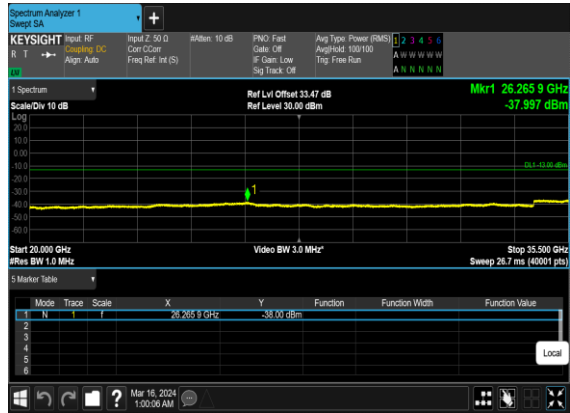 Spectrum Analyzer 1
Swept SA
+
KEYSIGHT Input: RF Input Z: 50 Ω #Atten: 10 dB PNO: Fast Avg Type: Power (RMS) 1 2 3 4 5 6
R T Coupling: DC Corr CCorr Gate: Off Avg|Hold: 100/100 A W W W W W
Align: Auto Freq Ref: Int (S) IF Gain: Low Trig: Free Run
LW Sig Track: Off A N N N N N
1 Spectrum Ref Lvl Offset 33.47 dB Mkr1 26.265 9 GHz
Scale/Div 10 dB Ref Level 30.00 dBm -37.997 dBm
Log
20.0
10.0
0.00
-10.0
DL1 -13.00 dBm
-20.0
-30.0
1
-40.0
-50.0
-60.0
Start 20.000 GHz Video BW 3.0 MHz* Stop 35.500 GHz
#Res BW 1.0 MHz Sweep 26.7 ms (40001 pts)
5 Marker Table
Mode Trace Scale X Y Function Function Width Function Value
1 N 1 f 26.265 9 GHz -38.00 dBm
2
3
4
5
6
Local
? Mar 16, 2024
1:00:06 AM